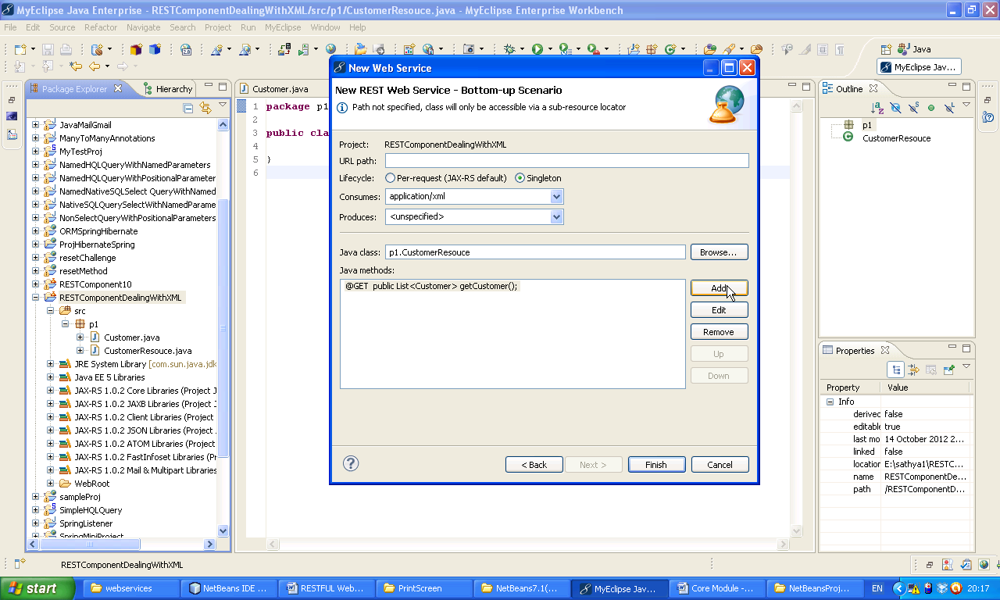 MyEclipse Java Enterprise - RESTComponentDealingWithXML/src/p1/CustomerResouce.java - MyEclipse Enterprise Workbench
File Edit Source Refactor Navigate Search Project Run MyEclipse Window Help
Java
MyEclipse Jav...
Package Explorer
Hierarchy
JavaMailGmail
ManyToManyAnnotations
MyTestProj
NamedHQLQueryWithNamedParameters
NamedHQLQueryWithPositionalParameter
NamedNativeSQLSelect QueryWithNamed
NativeSQLQuerySelectWithNamedParame
NonSelectQueryWithPositionalParameters
ORMSpringHibernate
ProjHibernateSpring
resetChallenge
resetMethod
RESTComponent10
RESTComponentDealingWithXML
src
p1
Customer.java
CustomerResouce.java
JRE System Library [com.sun.java.jdk
Java EE 5 Libraries
JAX-RS 1.0.2 Core Libraries (Project J
JAX-RS 1.0.2 JAXB Libraries (Project J
JAX-RS 1.0.2 Client Libraries (Project
JAX-RS 1.0.2 JSON Libraries (Project
JAX-RS 1.0.2 ATOM Libraries (Project
JAX-RS 1.0.2 FastInfoset Libraries (Pr
JAX-RS 1.0.2 Mail & Multipart Libraries
WebRoot
sampleProj
SimpleHQLQuery
SpringListener
SpringMiniProject
Customer.java
1 package p1
2
3 public cla
4
5 }
6
New Web Service
New REST Web Service - Bottom-up Scenario
Path not specified, class will only be accessible via a sub-resource locator
Project: RESTComponentDealingWithXML
URL path:
Lifecycle: Per-request (JAX-RS default) Singleton
Consumes: application/xml
Produces: <unspecified>
Java class: p1.CustomerResouce Browse...
Java methods:
@GET public List<Customer> getCustomer();
Add
Edit
Remove
Up
Down
< Back Next > Finish Cancel
Outline
p1
CustomerResouce
Properties
Property Value
Info
derived false
editable true
last mo 14 October 2012 2...
linked false
location E:\sathya1\RESTC...
name RESTComponentDe...
path /RESTComponentD...
RESTComponentDealingWithXML
start
webservices
NetBeans IDE ...
RESTFUL Web...
PrintScreen
NetBeans7.1(...
MyEclipse Jav...
Core Module -...
NetBeansProj...
EN
20:17